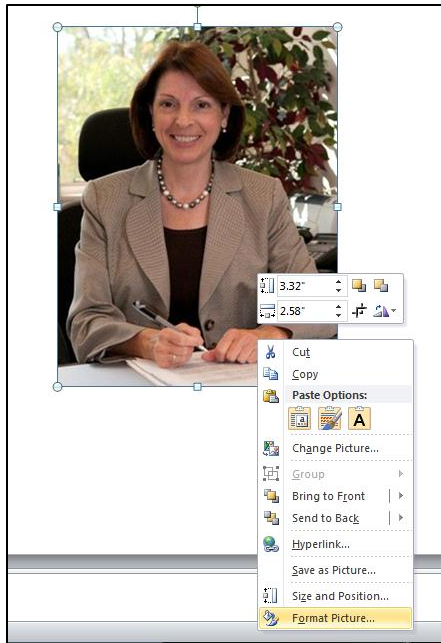 3.32"
2.58"
Cut
Copy
Paste Options:
a
A
Change Picture...
Group
Bring to Front
Send to Back
Hyperlink...
Save as Picture...
Size and Position...
Format Picture...